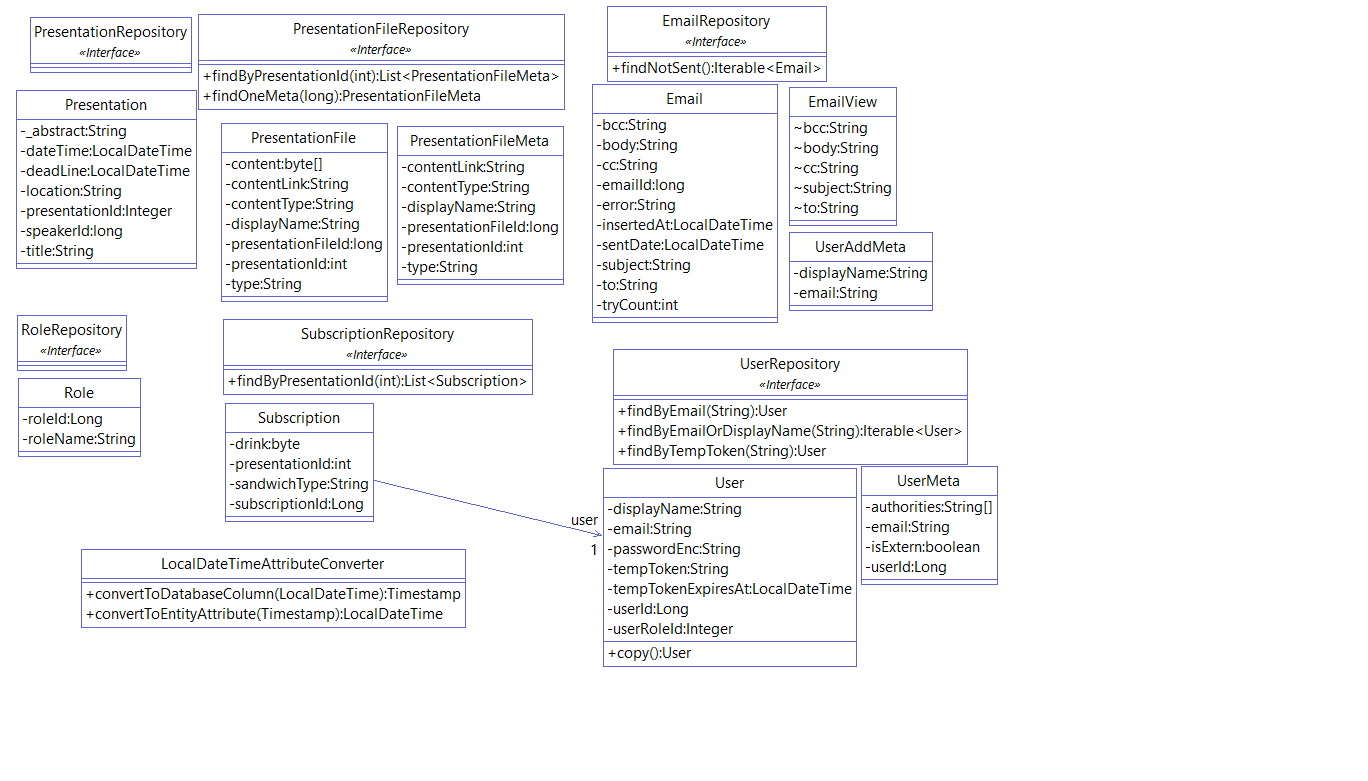 PresentationRepository
«Interface»
PresentationFileRepository
«Interface»
+findByPresentationId(int):List<PresentationFileMeta>
+findOneMeta(long):PresentationFileMeta
EmailRepository
«Interface»
+findNotSent():Iterable<Email>
Presentation
-_abstract:String
-dateTime:LocalDateTime
-deadLine:LocalDateTime
-location:String
-presentationId:Integer
-speakerId:long
-title:String
PresentationFile
-content:byte[]
-contentLink:String
-contentType:String
-displayName:String
-presentationFileId:long
-presentationId:int
-type:String
PresentationFileMeta
-contentLink:String
-contentType:String
-displayName:String
-presentationFileId:long
-presentationId:int
-type:String
Email
-bcc:String
-body:String
-cc:String
-emailId:long
-error:String
-insertedAt:LocalDateTime
-sentDate:LocalDateTime
-subject:String
-to:String
-tryCount:int
EmailView
~bcc:String
~body:String
~cc:String
~subject:String
~to:String
UserAddMeta
-displayName:String
-email:String
RoleRepository
«Interface»
Role
-roleId:Long
-roleName:String
SubscriptionRepository
«Interface»
+findByPresentationId(int):List<Subscription>
Subscription
-drink:byte
-presentationId:int
-sandwichType:String
-subscriptionId:Long
user
1
UserRepository
«Interface»
+findByEmail(String):User
+findByEmailOrDisplayName(String):Iterable<User>
+findByTempToken(String):User
User
-displayName:String
-email:String
-passwordEnc:String
-tempToken:String
-tempTokenExpiresAt:LocalDateTime
-userId:Long
-userRoleId:Integer
+copy():User
UserMeta
-authorities:String[]
-email:String
-isExtern:boolean
-userId:Long
LocalDateTimeAttributeConverter
+convertToDatabaseColumn(LocalDateTime):Timestamp
+convertToEntityAttribute(Timestamp):LocalDateTime